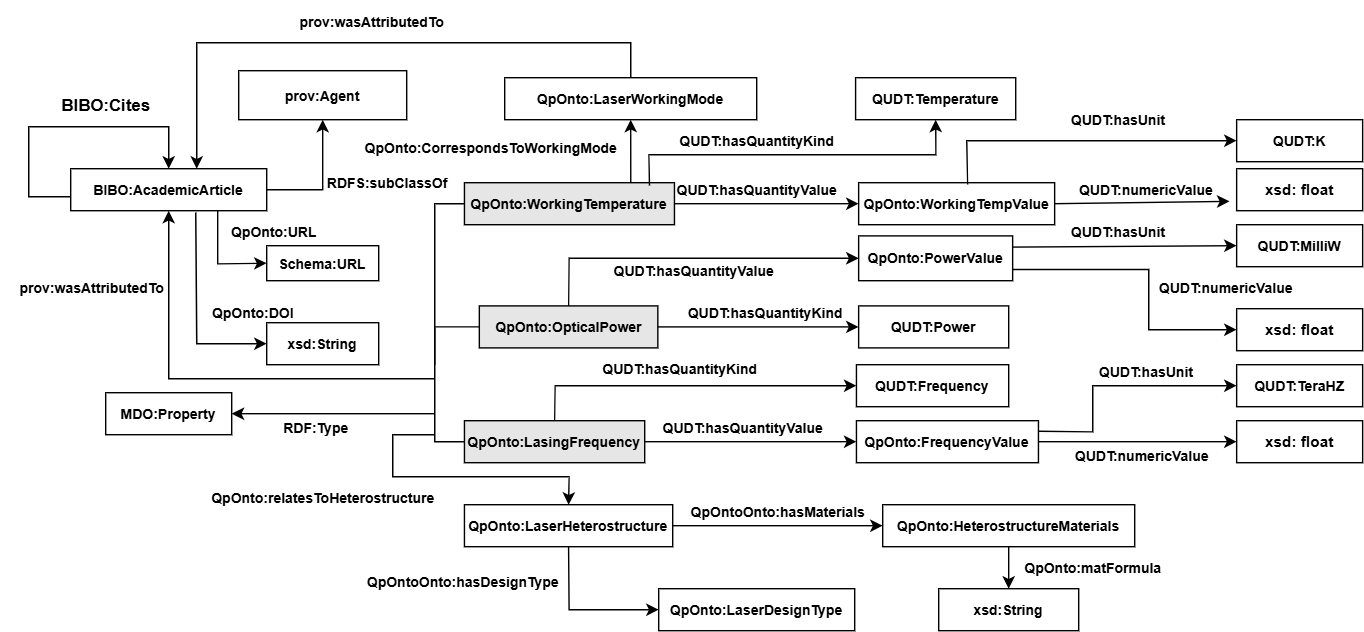 prov:wasAttributedTo
prov:Agent
QpOnto:LaserWorkingMode
QUDT:Temperature
BIBO:Cites
QUDT:hasUnit
QUDT:K
QpOnto:CorrespondsToWorkingMode
QUDT:hasQuantityKind
BIBO:AcademicArticle
RDFS:subClassOf
QpOnto:WorkingTemperature
QUDT:hasQuantityValue
QpOnto:WorkingTempValue
QUDT:numericValue
xsd: float
QpOnto:URL
Schema:URL
QUDT:hasUnit
QUDT:MilliW
QpOnto:PowerValue
QUDT:hasQuantityValue
prov:wasAttributedTo
QUDT:numericValue
QpOnto:DOI
xsd:String
QpOnto:OpticalPower
QUDT:hasQuantityKind
QUDT:Power
xsd: float
QUDT:hasQuantityKind
QUDT:Frequency
QUDT:hasUnit
QUDT:TeraHZ
MDO:Property
RDF:Type
QpOnto:LasingFrequency
QUDT:hasQuantityValue
QpOnto:FrequencyValue
QUDT:numericValue
xsd: float
QpOnto:relatesToHeterostructure
QpOnto:LaserHeterostructure
QpOntoOnto:hasMaterials
QpOnto:HeterostructureMaterials
QpOntoOnto:hasDesignType
QpOnto:matFormula
QpOnto:LaserDesignType
xsd:String